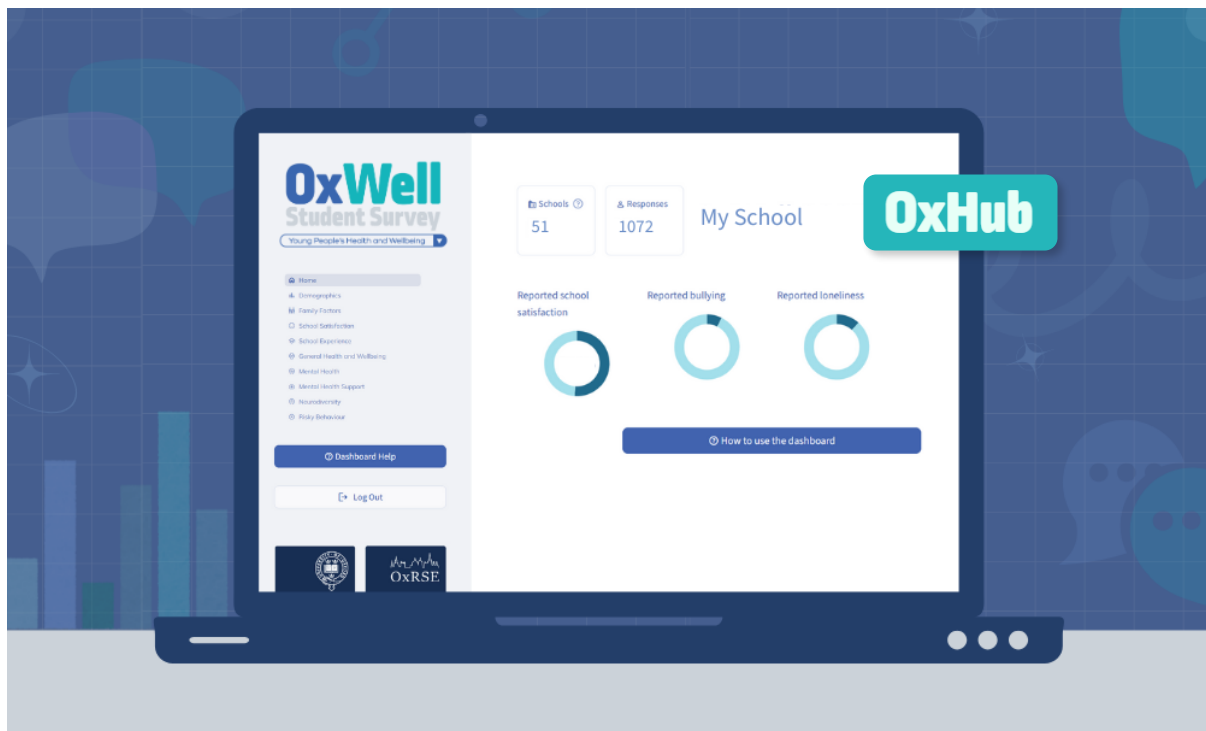 OxWell
Student Survey
Young People's Health and Wellbeing
Home
Demographics
Family Factors
School Satisfaction
School Experience
General Health and Wellbeing
Mental Health
Mental Health Support
Neurodiversity
Risky Behaviour
Dashboard Help
Log Out
OxRSE
Schools
51
Responses
1072
My School
OxHub
Reported school
satisfaction
Reported bullying
Reported loneliness
How to use the dashboard